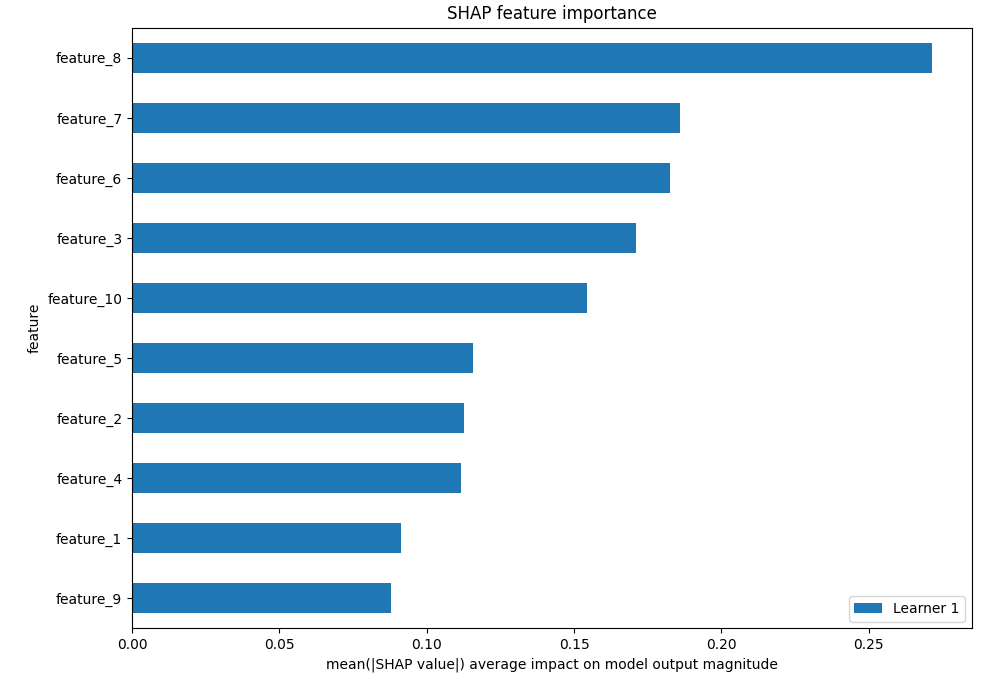 SHAP feature importance
feature_8
feature_7
feature_6
feature_3
feature_10
feature_5
feature_2
feature_4
feature_1
feature_9
feature
Learner 1
0.00 0.05 0.10 0.15 0.20 0.25
mean(|SHAP value|) average impact on model output magnitude